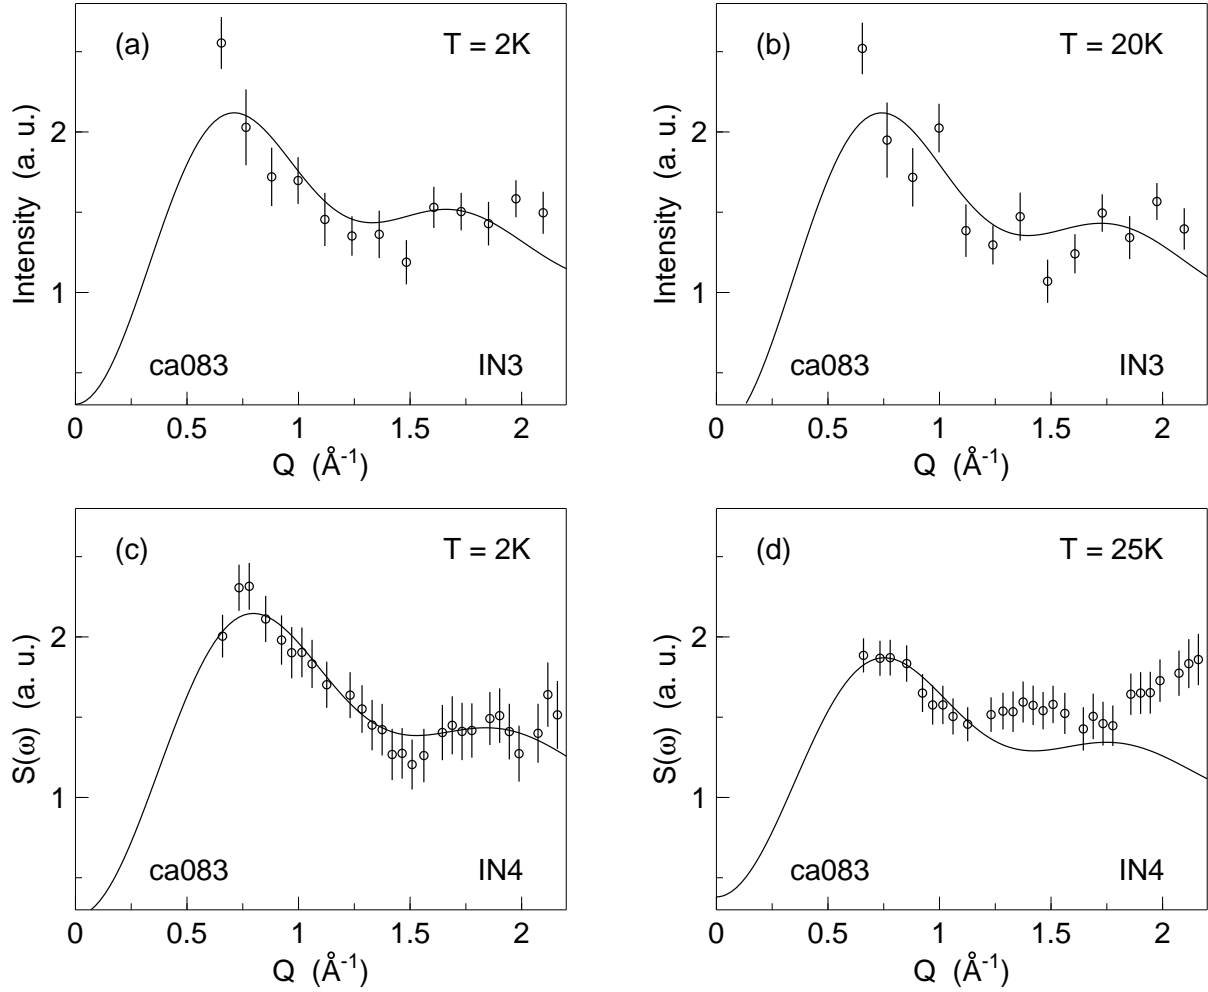 (a) T = 2K
2
1
Intensity (a. u.)
ca083 IN3
0 0.5 1 1.5 2
Q (Å-1)
(b) T = 20K
2
1
Intensity (a. u.)
ca083 IN3
0 0.5 1 1.5 2
Q (Å-1)
(c) T = 2K
2
1
S(ω) (a. u.)
ca083 IN4
0 0.5 1 1.5 2
Q (Å-1)
(d) T = 25K
2
1
S(ω) (a. u.)
ca083 IN4
0 0.5 1 1.5 2
Q (Å-1)